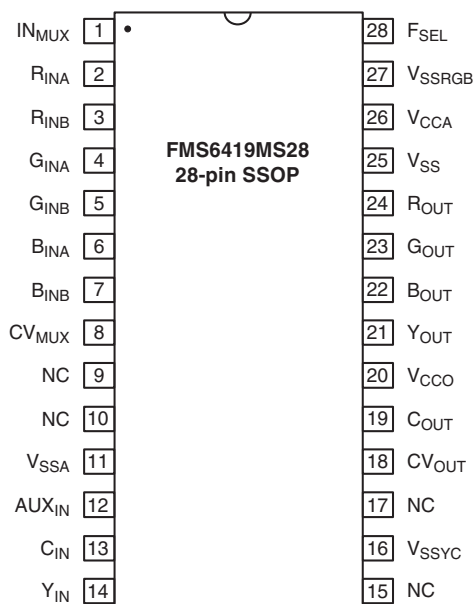 IN_MUX 1 28 F_SEL
R_INA 2 27 V_SSRGB
R_INB 3 26 V_CCA
FMS6419MS28
28-pin SSOP
G_INA 4 25 V_SS
G_INB 5 24 R_OUT
B_INA 6 23 G_OUT
B_INB 7 22 B_OUT
CV_MUX 8 21 Y_OUT
NC 9 20 V_CCO
NC 10 19 C_OUT
V_SSA 11 18 CV_OUT
AUX_IN 12 17 NC
C_IN 13 16 V_SSYC
Y_IN 14 15 NC